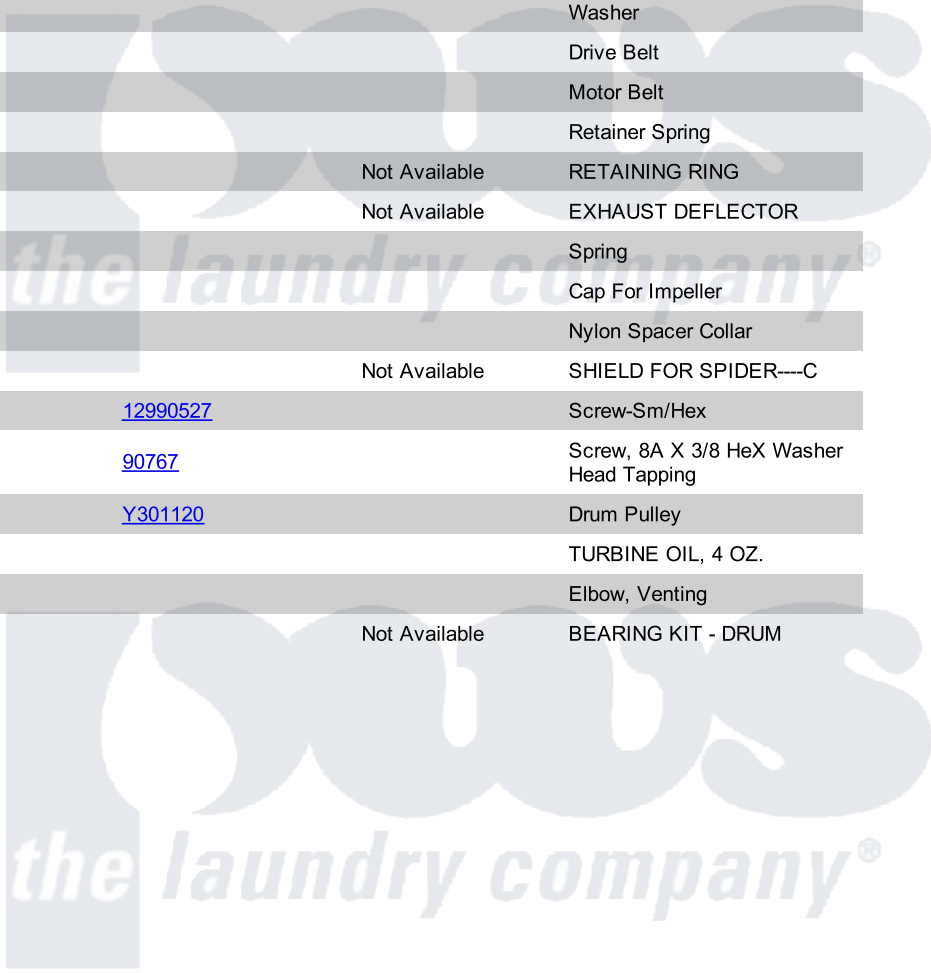 Washer
Drive Belt
Motor Belt
Retainer Spring
Not Available RETAINING RING
Not Available EXHAUST DEFLECTOR
Spring
Cap For Impeller
Nylon Spacer Collar
Not Available SHIELD FOR SPIDER----C
12990527 Screw-Sm/Hex
90767 Screw, 8A X 3/8 HeX Washer
Head Tapping
Y301120 Drum Pulley
TURBINE OIL, 4 OZ.
Elbow, Venting
Not Available BEARING KIT - DRUM
pws
the laundry company®
pws
the laundry company®